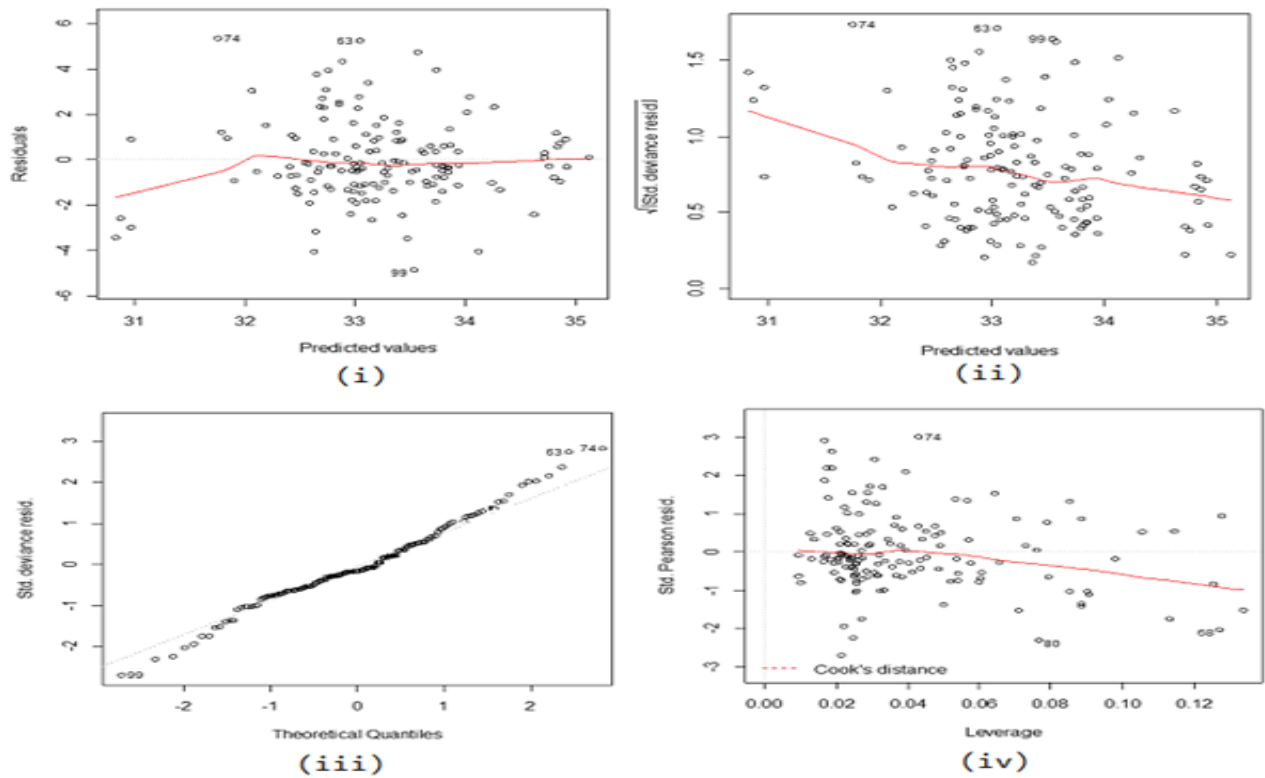 Residuals
6
4
2
0
-2
-4
-6
74
63
99
31 32 33 34 35
Predicted values
(i)
√|Std. deviance resid.|
1.5
1.0
0.5
0.0
74
63
99
31 32 33 34 35
Predicted values
(ii)
Std. deviance resid.
3
2
1
0
-1
-2
63 74
99
-2 -1 0 1 2
Theoretical Quantiles
(iii)
Std. Pearson resid.
3
2
1
0
-1
-2
-3
74
68
80
Cook's distance
0.00 0.02 0.04 0.06 0.08 0.10 0.12
Leverage
(iv)